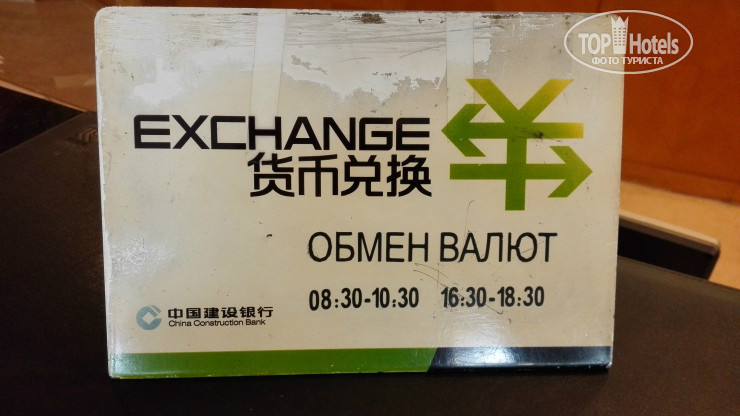 TOP Hotels
ФОТО ТУРИСТА
EXCHANGE
货币兑换
ОБМЕН ВАЛЮТ
08:30-10:30 16:30-18:30
中国建设银行
China Construction Bank